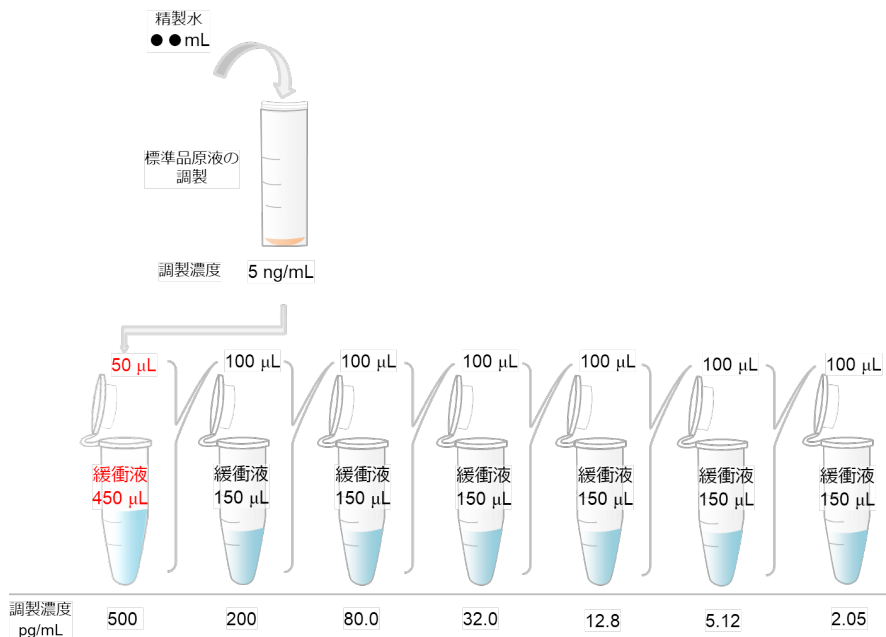 精製水
●●mL
標準品原液の
調製
調製濃度
5 ng/mL
50 μL
100 μL
100 μL
100 μL
100 μL
100 μL
100 μL
緩衝液
450 μL
緩衝液
150 μL
緩衝液
150 μL
緩衝液
150 μL
緩衝液
150 μL
緩衝液
150 μL
緩衝液
150 μL
調製濃度
pg/mL
500
200
80.0
32.0
12.8
5.12
2.05